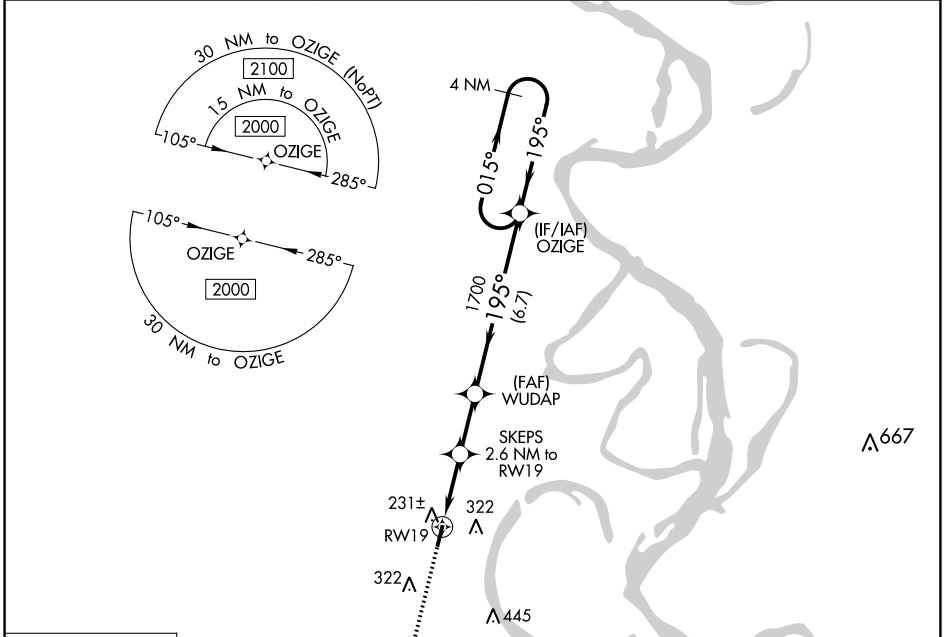 30 NM to OZIGE (NoPT)
2100
15 NM to OZIGE
2000
105°
OZIGE
285°
105°
OZIGE
285°
2000
30 NM to OZIGE
4 NM
015°
195°
(IF/IAF)
OZIGE
1700
195°
(6.7)
(FAF)
WUDAP
SKEPS
2.6 NM to
RW19
667
231±
322
RW19
322
445